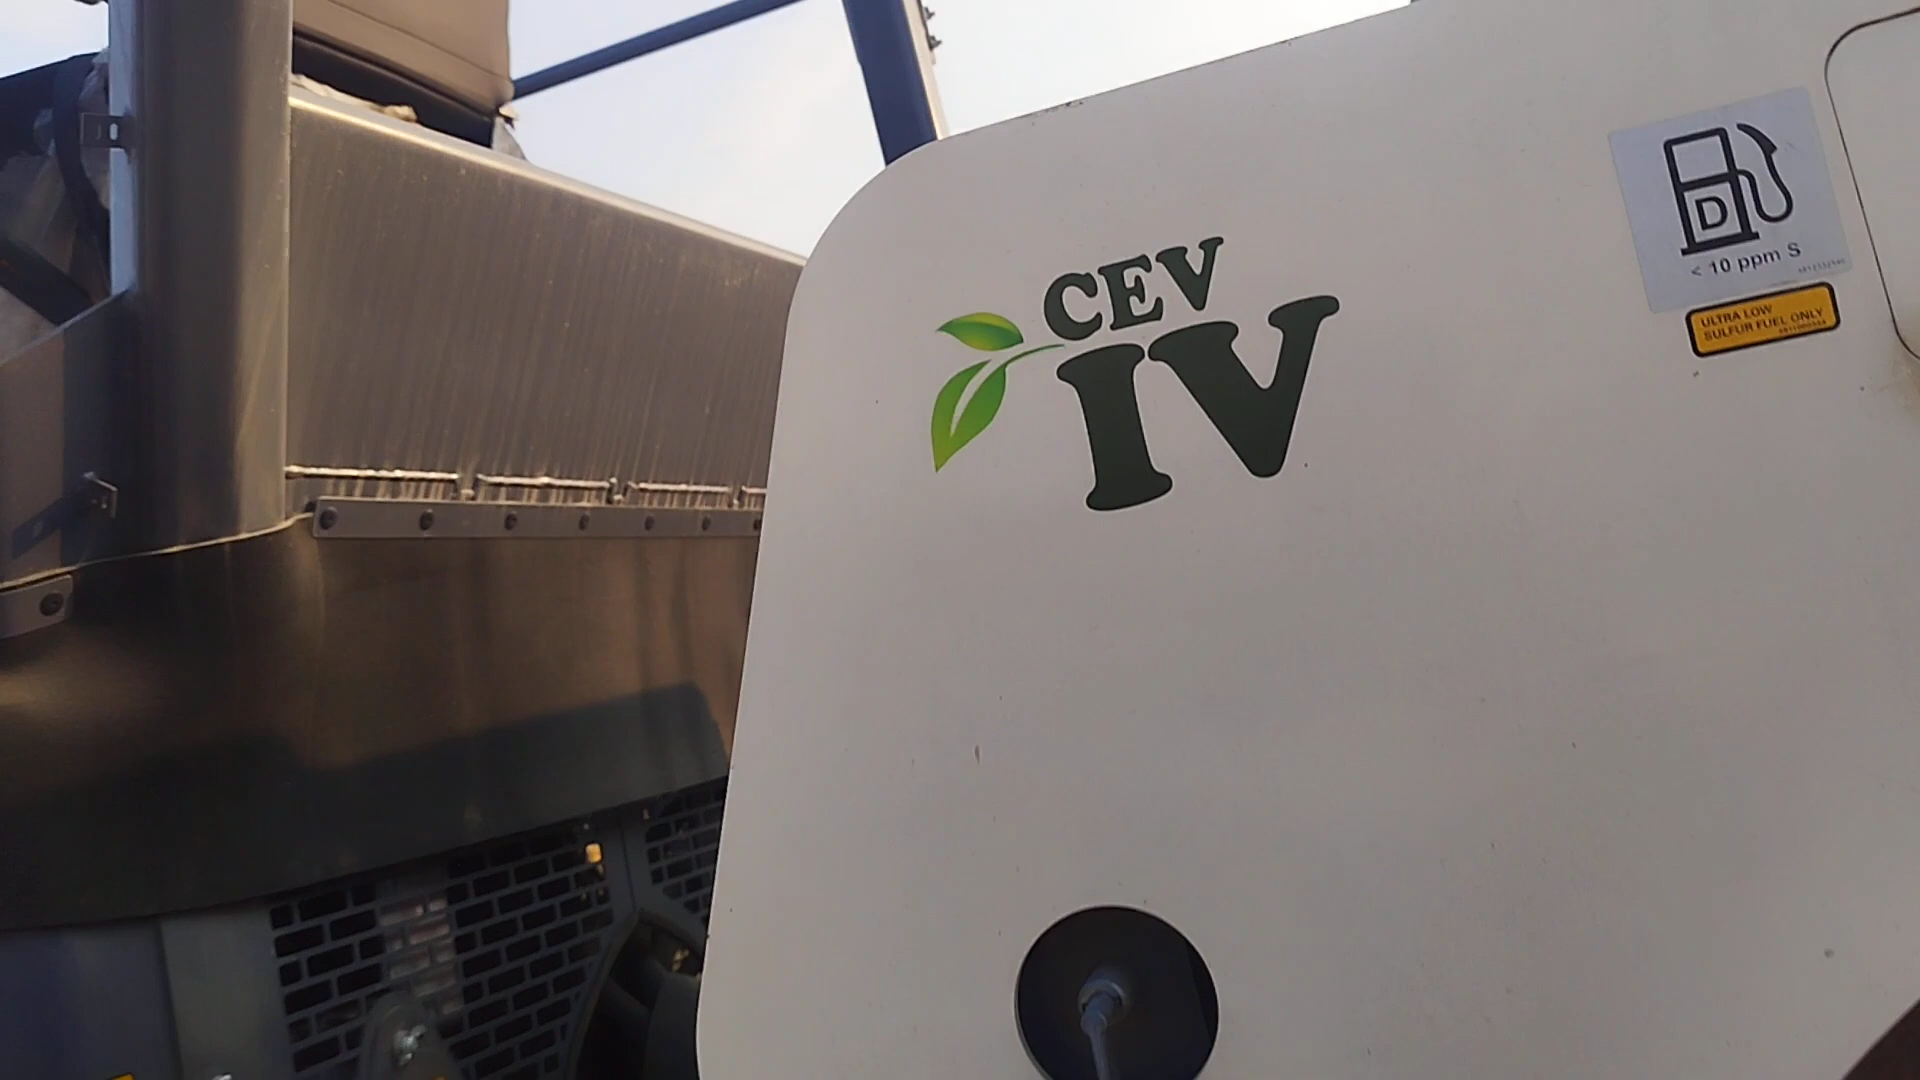 CEV
IV
D
< 10 ppm S
ULTRA LOW
SULFUR FUEL ONLY